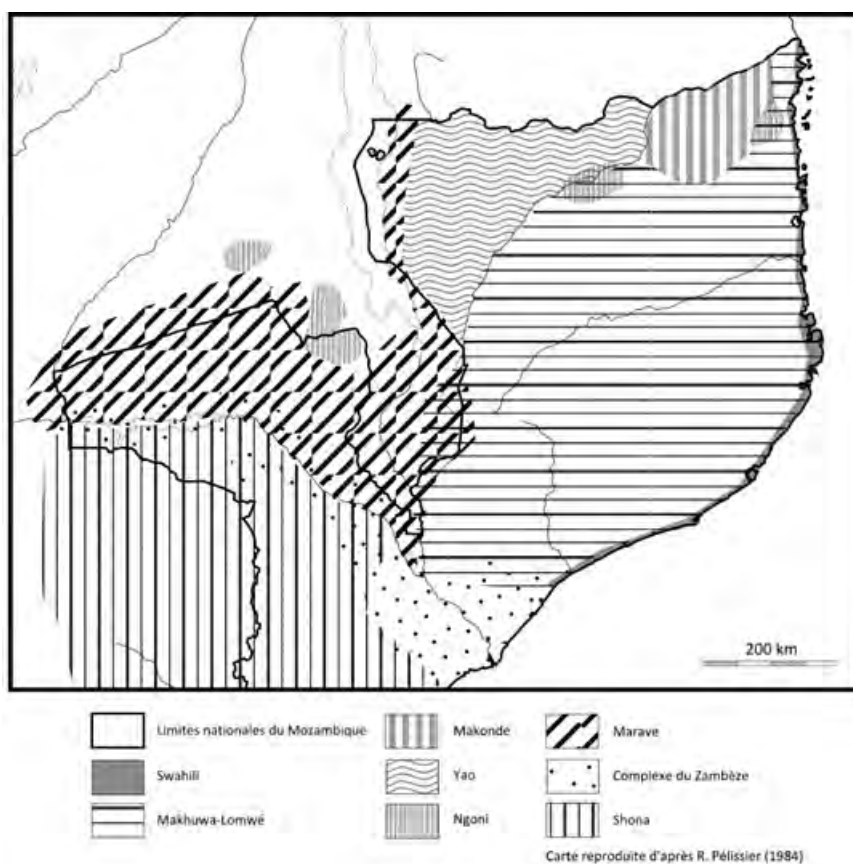 200 km
Limites nationales du Mozambique
Makonde
Marave
Swahili
Yao
Complexe du Zambèze
Makhuwa-Lomwé
Ngoni
Shona
Carte reproduite d'après R. Pélissier (1984)